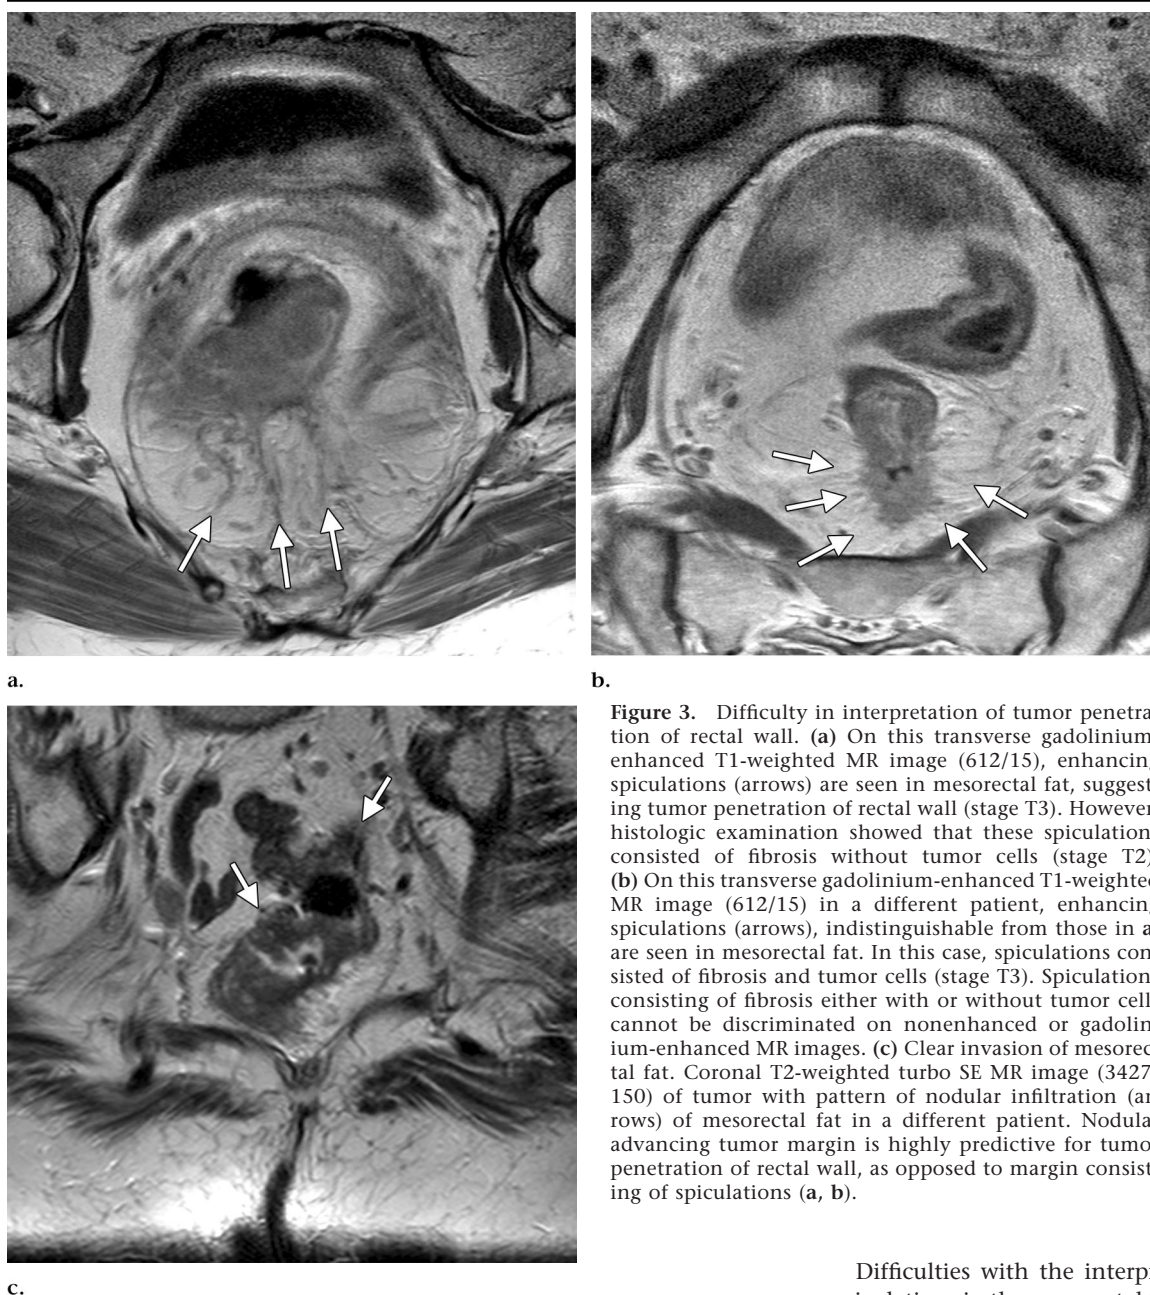 a.
b.
Figure 3. Difficulty in interpretation of tumor penetra
tion of rectal wall. (a) On this transverse gadolinium
enhanced T1-weighted MR image (612/15), enhancin
spiculations (arrows) are seen in mesorectal fat, suggest
ing tumor penetration of rectal wall (stage T3). However
histologic examination showed that these spiculation
consisted of fibrosis without tumor cells (stage T2)
(b) On this transverse gadolinium-enhanced T1-weighted
MR image (612/15) in a different patient, enhancin
spiculations (arrows), indistinguishable from those in a
are seen in mesorectal fat. In this case, spiculations con
sisted of fibrosis and tumor cells (stage T3). Spiculation
consisting of fibrosis either with or without tumor cell
cannot be discriminated on nonenhanced or gadolin
ium-enhanced MR images. (c) Clear invasion of mesorec
tal fat. Coronal T2-weighted turbo SE MR image (3427
150) of tumor with pattern of nodular infiltration (ar
rows) of mesorectal fat in a different patient. Nodula
advancing tumor margin is highly predictive for tumo
penetration of rectal wall, as opposed to margin consist
ing of spiculations (a, b).
c.
Difficulties with the interp